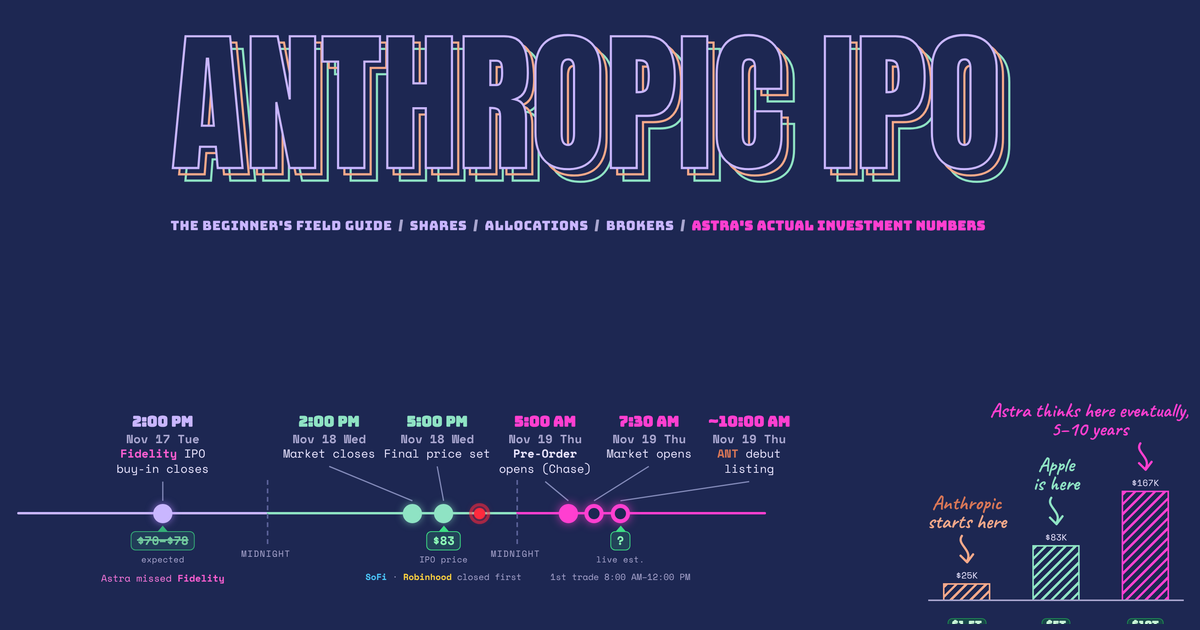 ANTHROPIC IPO
THE BEGINNER'S FIELD GUIDE / SHARES / ALLOCATIONS / BROKERS / ASTRA'S ACTUAL INVESTMENT NUMBERS
2:00 PM
Nov 17 Tue
Fidelity IPO
buy-in closes
$70–$78
expected
Astra missed Fidelity
MIDNIGHT
2:00 PM
Nov 18 Wed
Market closes
5:00 PM
Nov 18 Wed
Final price set
$83
IPO price
SoFi · Robinhood closed first
MIDNIGHT
5:00 AM
Nov 19 Thu
Pre-Order
opens (Chase)
7:30 AM
Nov 19 Thu
Market opens
~10:00 AM
Nov 19 Thu
ANT debut
listing
?
live est.
1st trade 8:00 AM–12:00 PM
Anthropic
starts here
$25K
Apple
is here
$83K
Astra thinks here eventually,
5–10 years
$167K